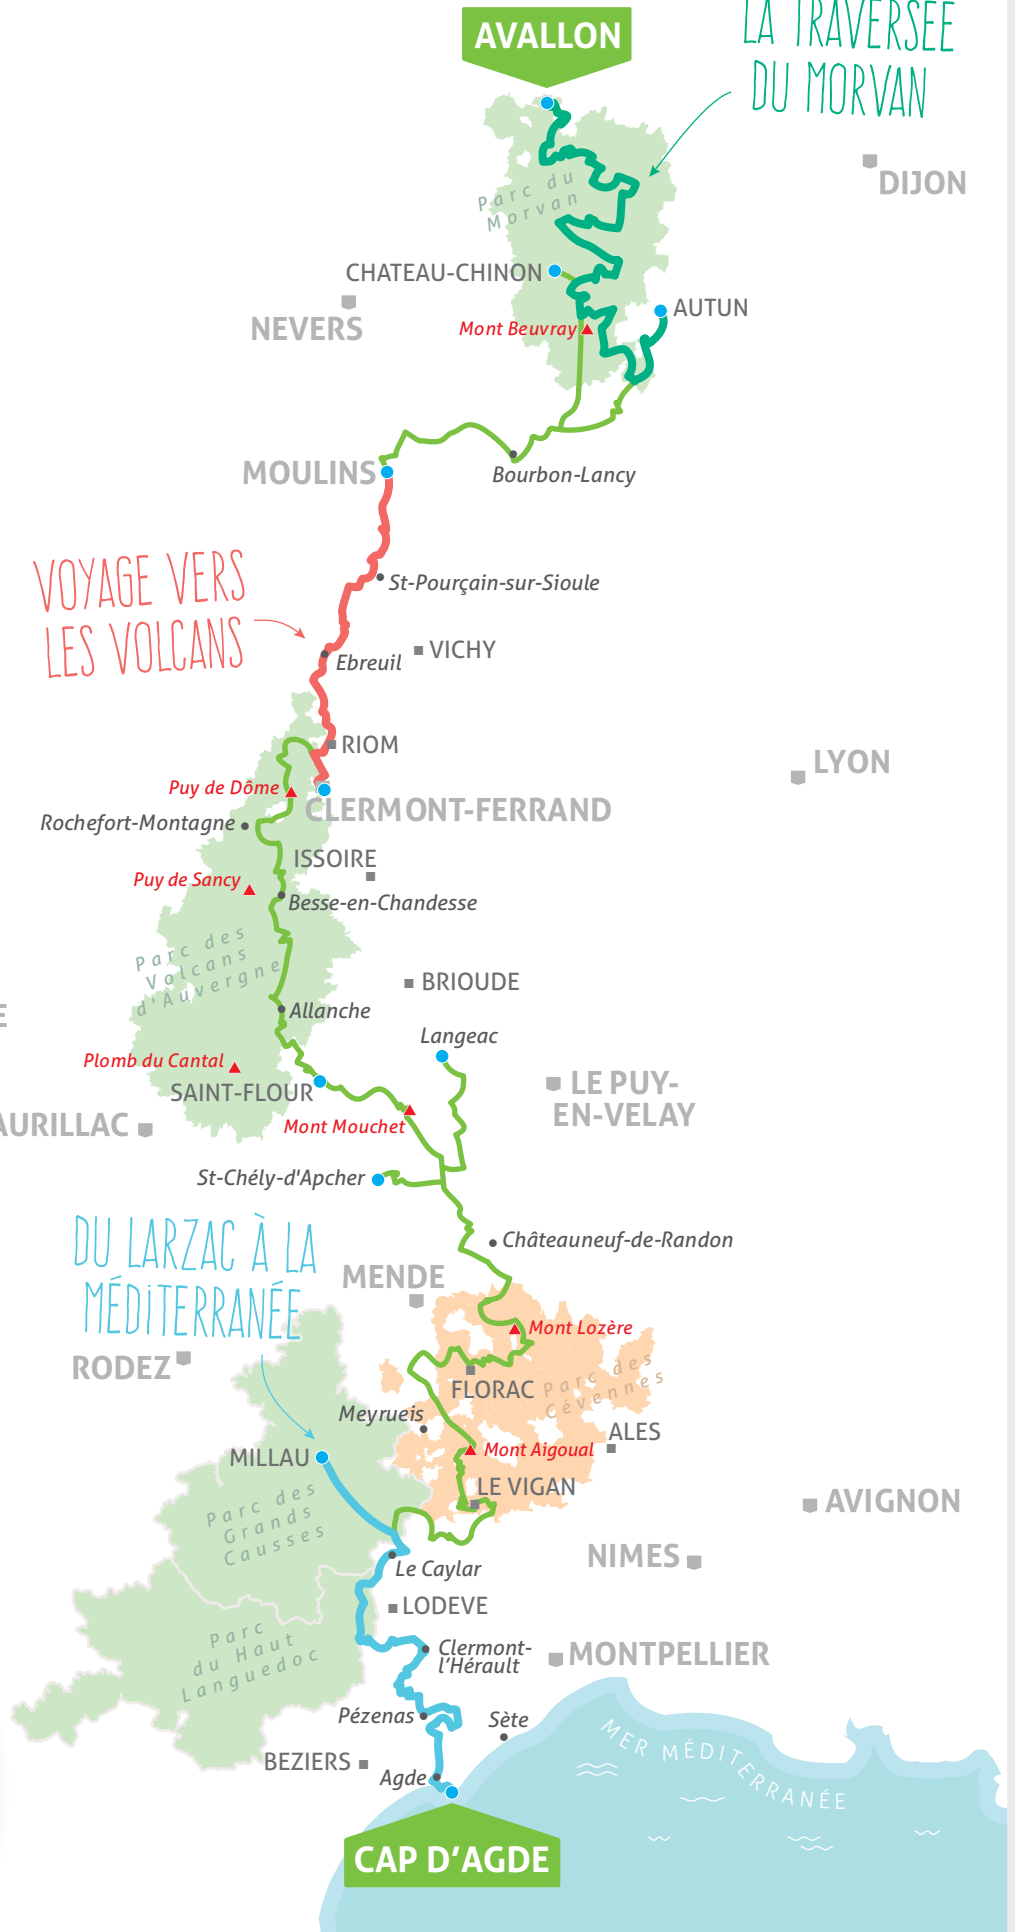 AVALLON
LA TRAVERSÉE
DU MORVAN
DIJON
Parc du
Morvan
CHATEAU-CHINON
NEVERS
AUTUN
Mont Beuvray
MOULINS
Bourbon-Lancy
VOYAGE VERS
LES VOLCANS
St-Pourçain-sur-Sioule
VICHY
Ebreuil
RIOM
LYON
Puy de Dôme
CLERMONT-FERRAND
Rochefort-Montagne
ISSOIRE
Puy de Sancy
Besse-en-Chandesse
Parc des
Volcans
d'Auvergne
BRIOUDE
Allanche
E
Langeac
Plomb du Cantal
SAINT-FLOUR
LE PUY-
EN-VELAY
AURILLAC
Mont Mouchet
St-Chély-d'Apcher
DU LARZAC À LA
MÉDITERRANÉE
Châteauneuf-de-Randon
MENDE
Mont Lozère
RODEZ
FLORAC
Parc des
Cévennes
Meyrueis
ALES
MILLAU
Mont Aigoual
LE VIGAN
Parc des
Grands
Causses
AVIGNON
NIMES
Le Caylar
LODEVE
Parc
du Haut
Languedoc
Clermont-
l'Hérault
MONTPELLIER
Pézenas
Sète
MER MÉDITERRANÉE
BEZIERS
Agde
CAP D'AGDE